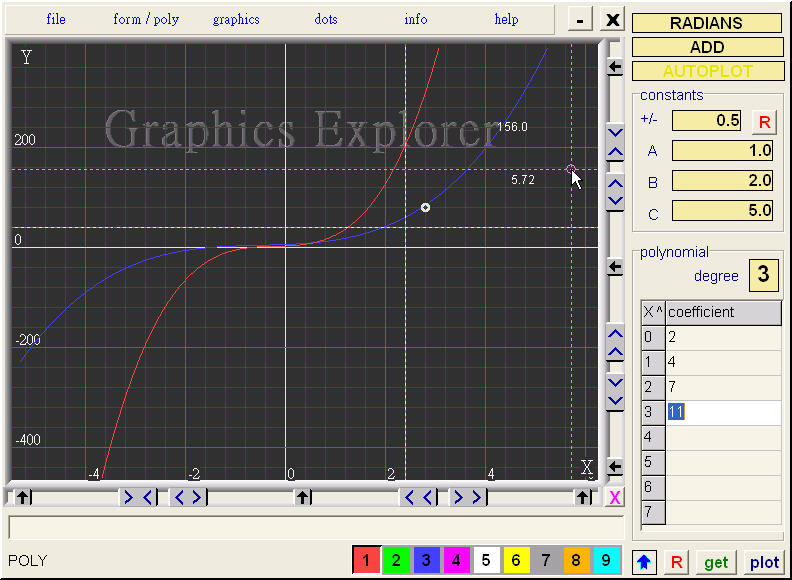 file form / poly graphics dots info help - X
RADIANS
ADD
AUTOPLOT
Y
Graphics Explorer
156.0
5.72
200
0
-200
-400
-4 -2 0 2 4 X
constants
+/- 0.5 R
A 1.0
B 2.0
C 5.0
polynomial
degree 3
X^ coefficient
0 2
1 4
2 7
3 11
4
5
6
7
X
POLY 1 2 3 4 5 6 7 8 9 R get plot